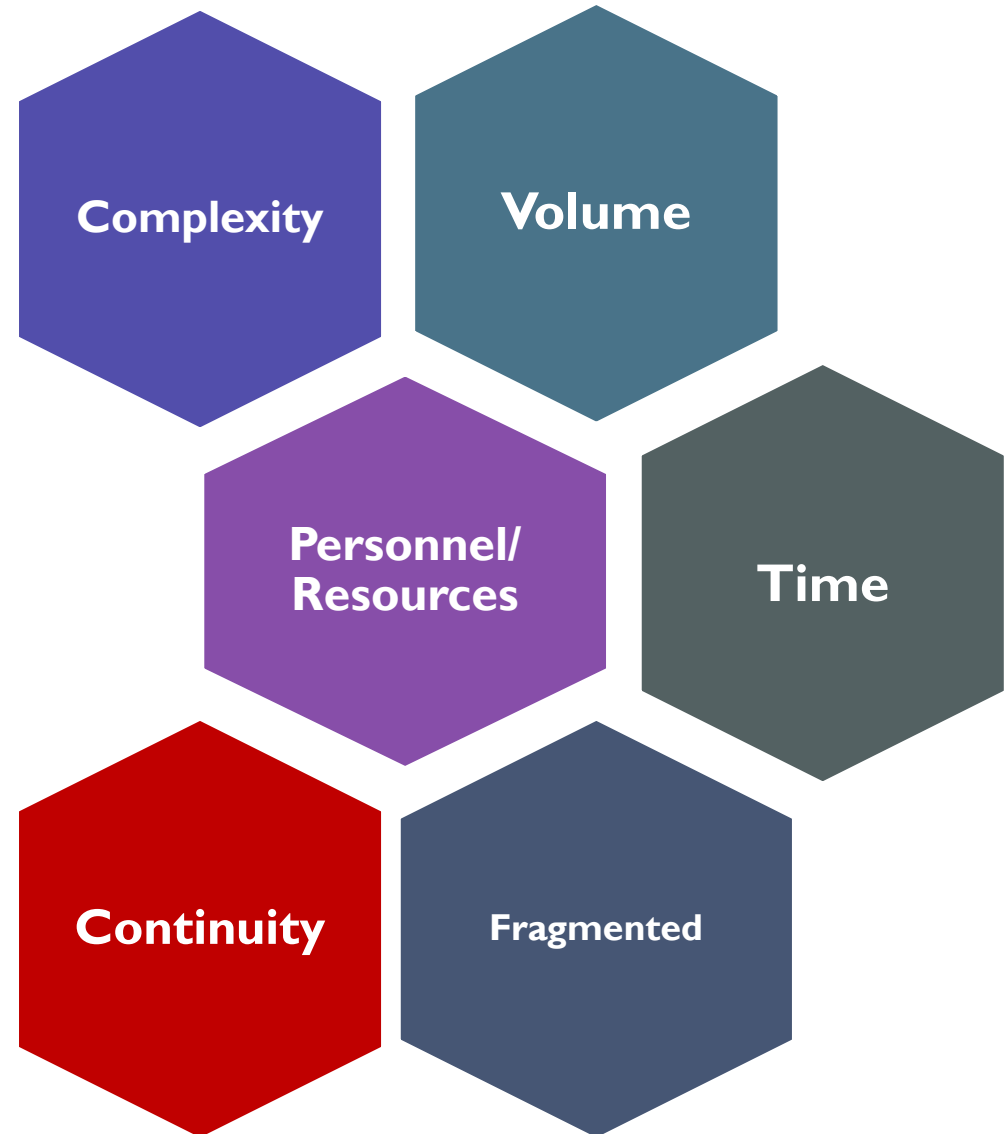 Complexity
Volume
Personnel/
Resources
Time
Continuity
Fragmented